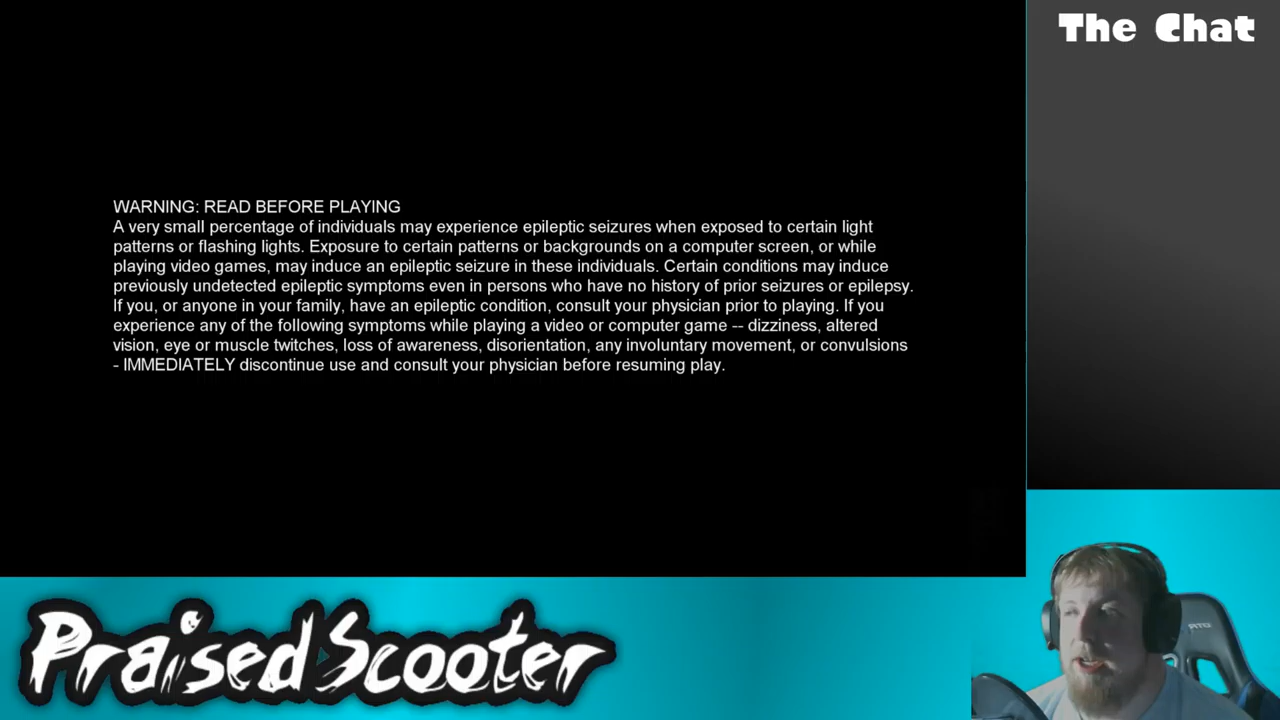 The Chat
WARNING: READ BEFORE PLAYING
A very small percentage of individuals may experience epileptic seizures when exposed to certain light
patterns or flashing lights. Exposure to certain patterns or backgrounds on a computer screen, or while
playing video games, may induce an epileptic seizure in these individuals. Certain conditions may induce
previously undetected epileptic symptoms even in persons who have no history of prior seizures or epilepsy.
If you, or anyone in your family, have an epileptic condition, consult your physician prior to playing. If you
experience any of the following symptoms while playing a video or computer game -- dizziness, altered
vision, eye or muscle twitches, loss of awareness, disorientation, any involuntary movement, or convulsions
- IMMEDIATELY discontinue use and consult your physician before resuming play.
PraisedScooter